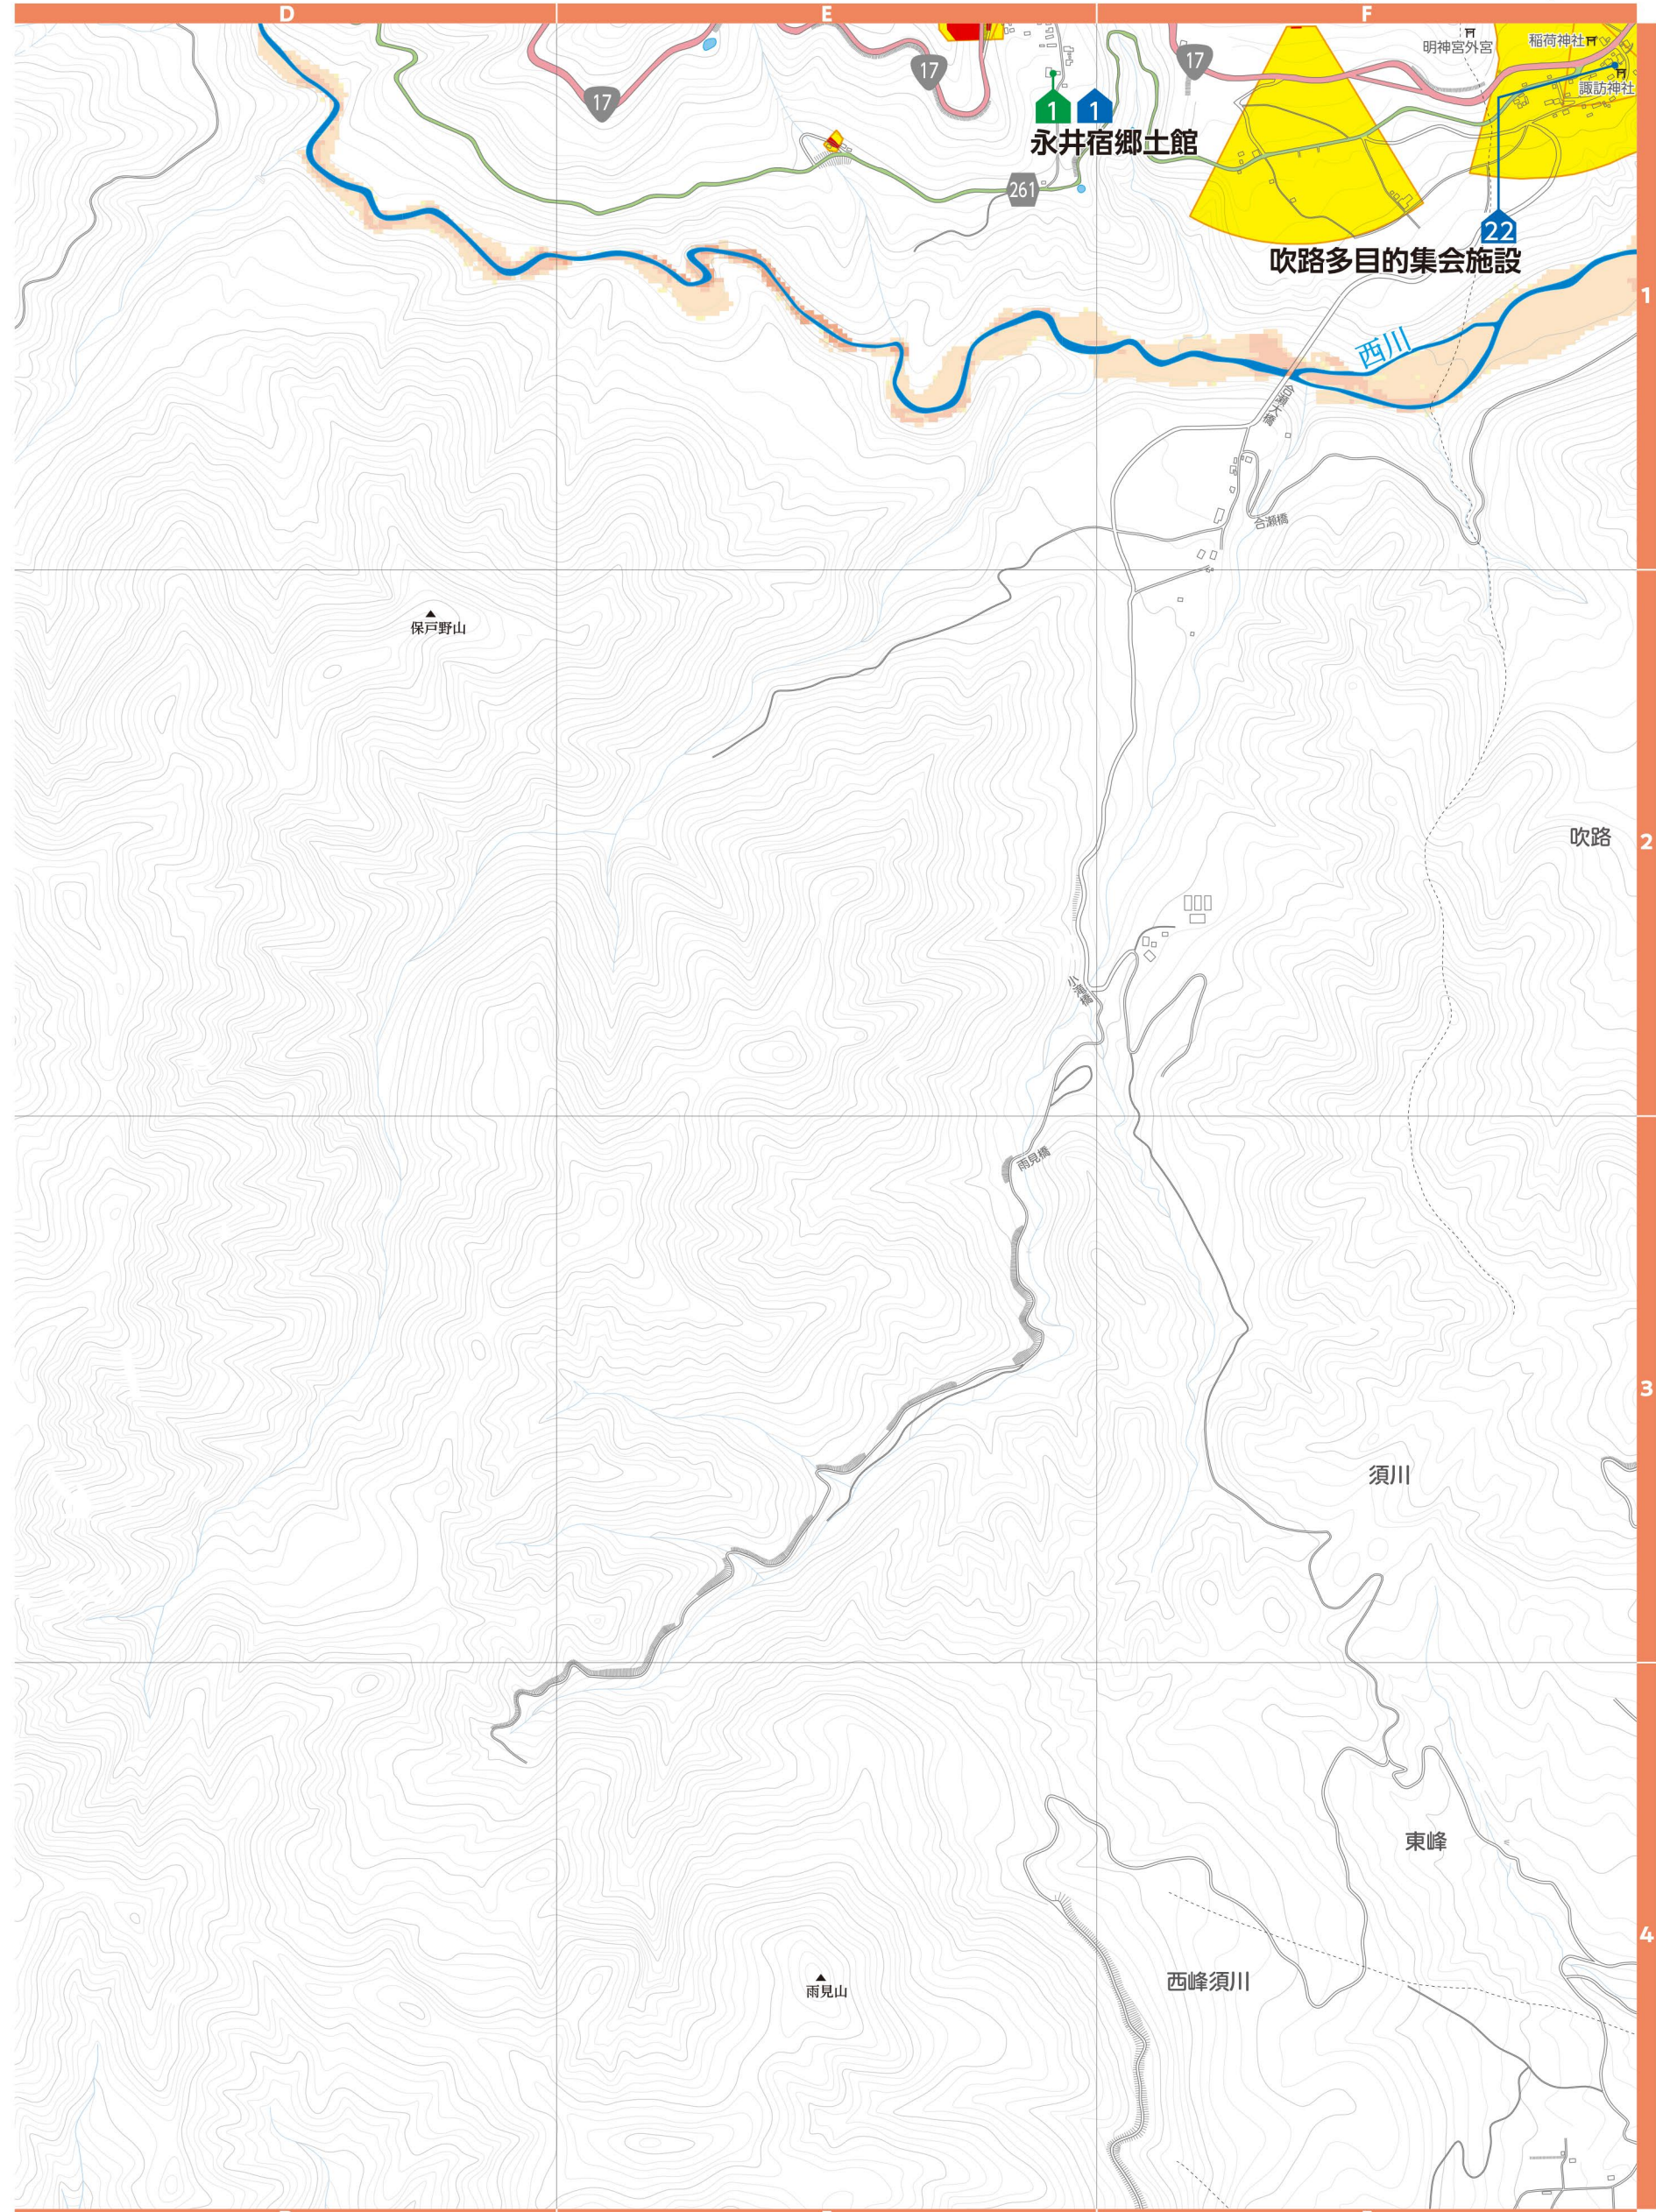 D
E
F
明神宮外宮
稲荷神社
諏訪神社
17
17
17
1
1
永井宿郷土館
261
22
吹路多目的集会施設
1
西川
合瀬大橋
合瀬橋
保戸野山
吹路
2
雨見橋
3
須川
東峰
4
西峰須川
雨見山